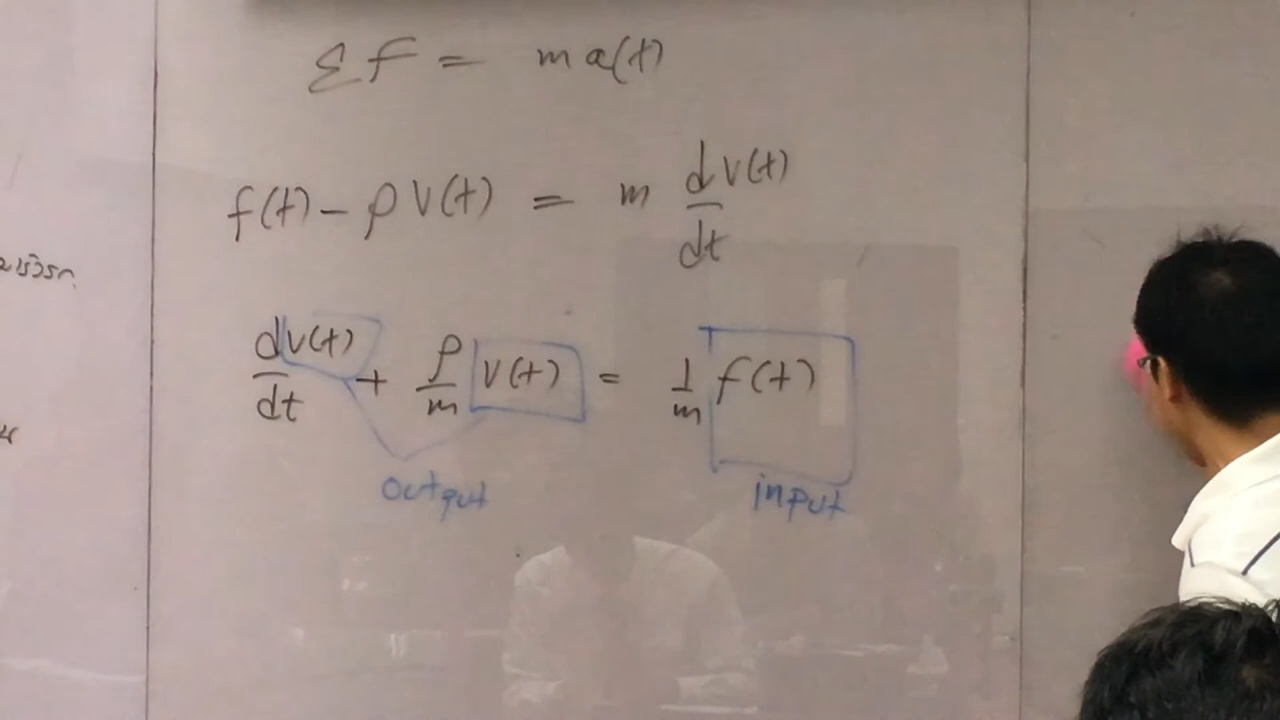 Σf = ma(t)
f(t) - ρv(t) = m dv(t)/dt
dv(t)/dt + ρ/m v(t) = 1/m f(t)
output input